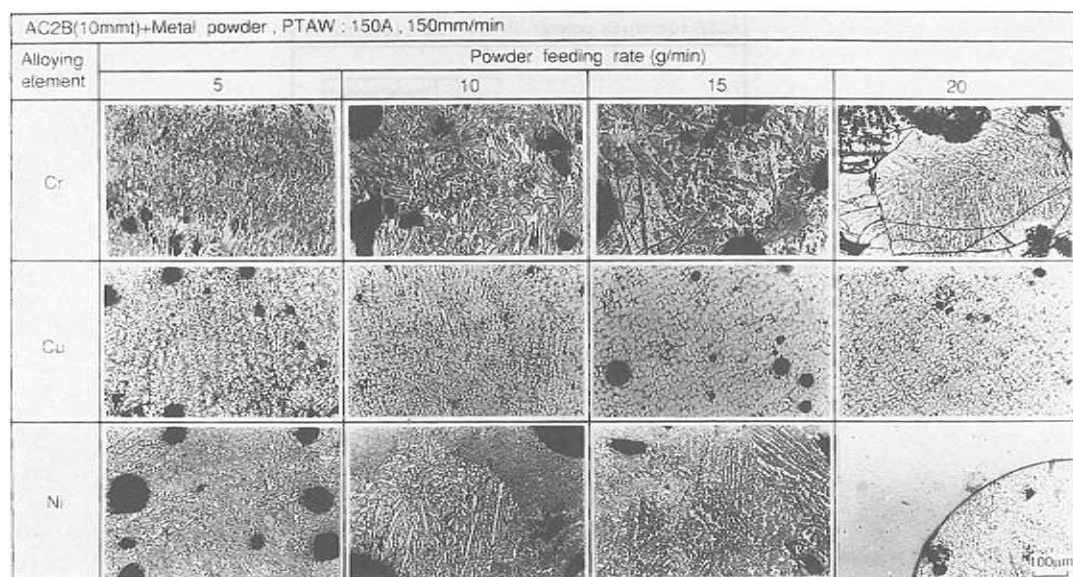 AC2B(10mmt)+Metal powder , PTAW : 150A , 150mm/min
Alloying element
Powder feeding rate (g/min)
5 10 15 20
Cr
Cu
Ni
100μm